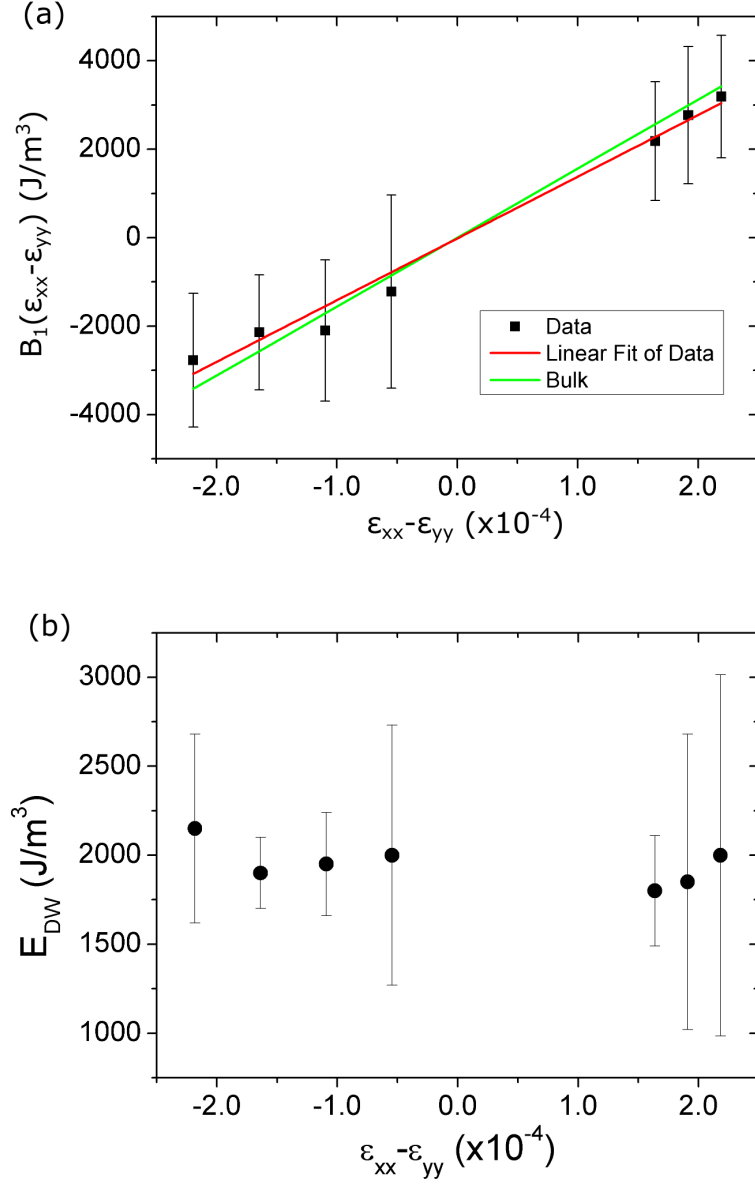 (a)
4000
2000
0
-2000
-4000
B₁(εxx-εyy) (J/m³)
Data
Linear Fit of Data
Bulk
-2.0 -1.0 0.0 1.0 2.0
εxx-εyy (x10⁻⁴)
(b)
3000
2500
2000
1500
1000
E_DW (J/m³)
-2.0 -1.0 0.0 1.0 2.0
εxx-εyy (x10⁻⁴)